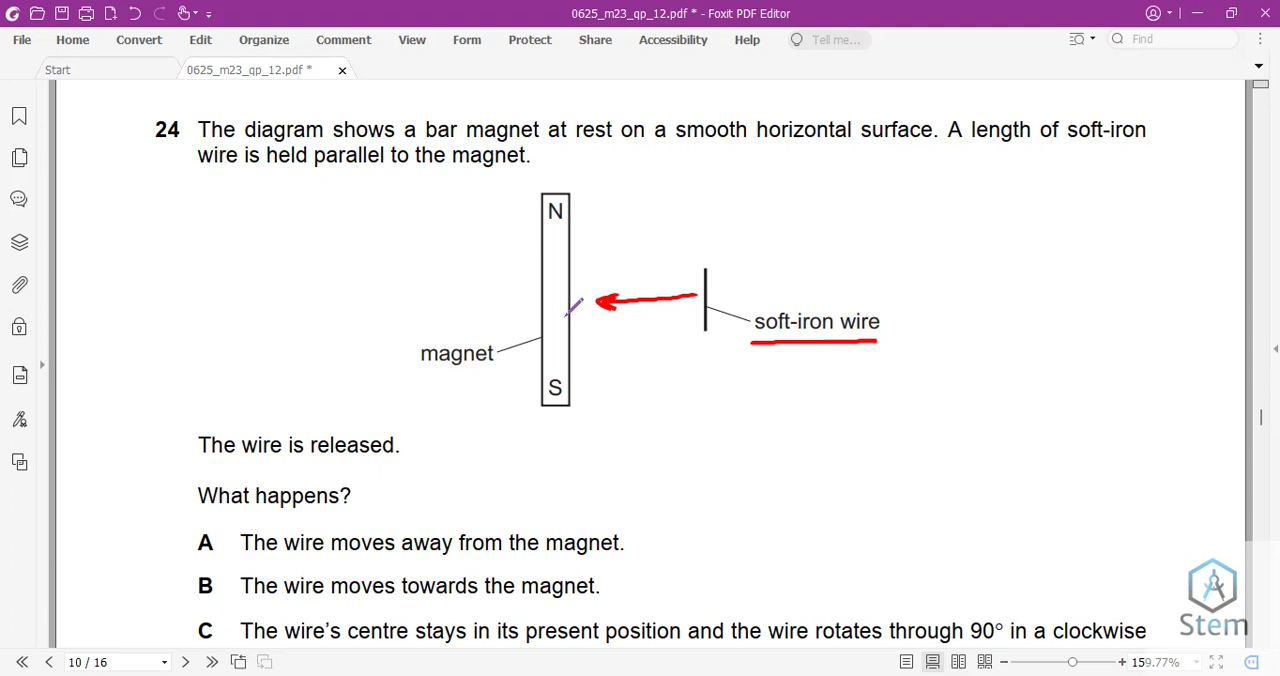 0625_m23_qp_12.pdf * - Foxit PDF Editor
File Home Convert Edit Organize Comment View Form Protect Share Accessibility Help Tell me... Find
Start 0625_m23_qp_12.pdf *
24 The diagram shows a bar magnet at rest on a smooth horizontal surface. A length of soft-iron
wire is held parallel to the magnet.
N
soft-iron wire
magnet
S
The wire is released.
What happens?
A The wire moves away from the magnet.
B The wire moves towards the magnet.
C The wire's centre stays in its present position and the wire rotates through 90° in a clockwise
Stem
10 / 16 159.77%